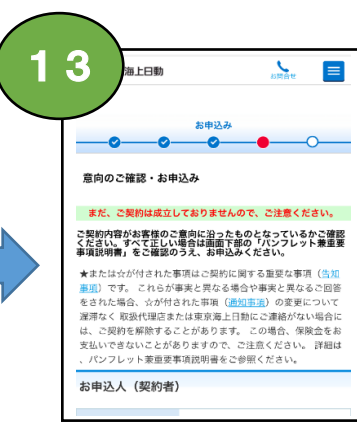 13
海上日動
お問合せ
お申込み
意向のご確認・お申込み
まだ、ご契約は成立しておりませんので、ご注意ください。
ご契約内容がお客様のご意向に沿ったものとなっているかご確認
ください。すべて正しい場合は画面下部の「パンフレット兼重要
事項説明書」をご確認のうえ、お申込みください。
★または☆が付された事項はご契約に関する重要な事項（告知
事項）です。 これらが事実と異なる場合や事実と異なるご回答
をされた場合、☆が付された事項（通知事項）の変更について
遅滞なく 取扱代理店または東京海上日動にご連絡がない場合に
は、ご契約を解除することがあります。 この場合、保険金をお
支払いできないことがありますので、ご注意ください。 詳細は
、パンフレット兼重要事項説明書をご参照ください。
お申込人（契約者）